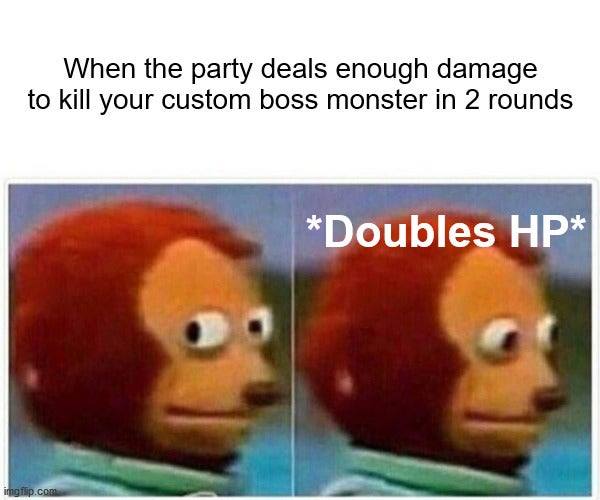 When the party deals enough damage
to kill your custom boss monster in 2 rounds
*Doubles HP*
imgflip.com